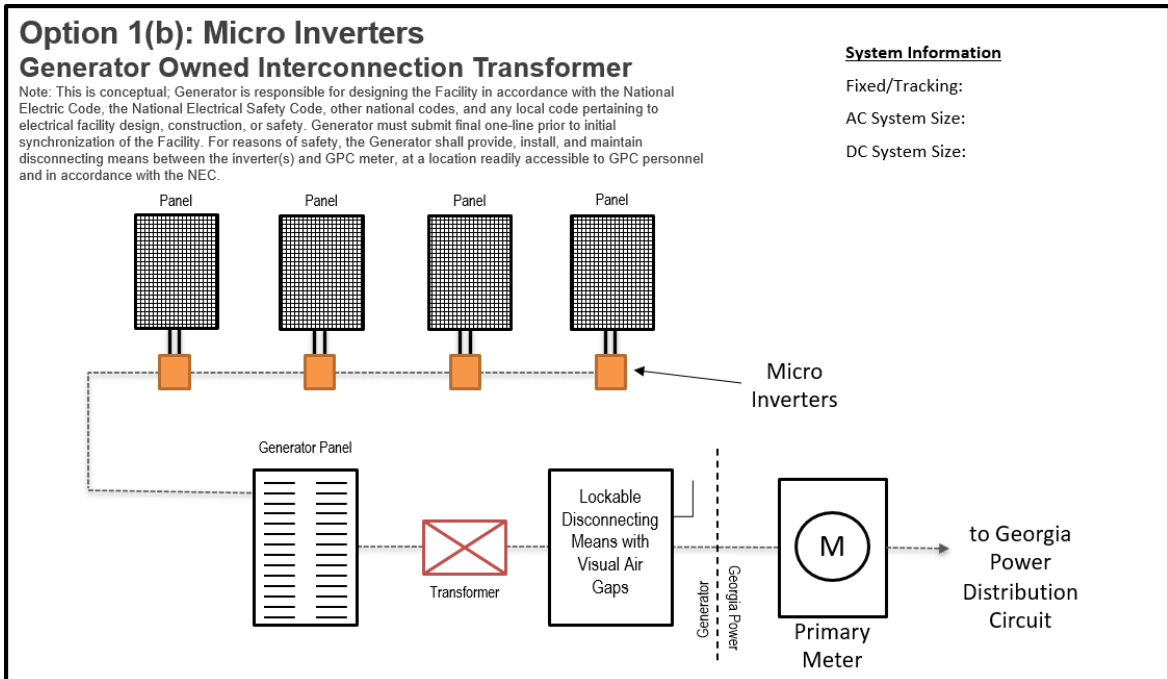 Option 1(b): Micro Inverters
Generator Owned Interconnection Transformer
Note: This is conceptual; Generator is responsible for designing the Facility in accordance with the National
Electric Code, the National Electrical Safety Code, other national codes, and any local code pertaining to
electrical facility design, construction, or safety. Generator must submit final one-line prior to initial
synchronization of the Facility. For reasons of safety, the Generator shall provide, install, and maintain
disconnecting means between the inverter(s) and GPC meter, at a location readily accessible to GPC personnel
and in accordance with the NEC.
System Information
Fixed/Tracking:
AC System Size:
DC System Size:
Panel
Panel
Panel
Panel
Micro
Inverters
Generator Panel
Transformer
Lockable
Disconnecting
Means with
Visual Air
Gaps
Generator
Georgia Power
M
Primary
Meter
to Georgia
Power
Distribution
Circuit